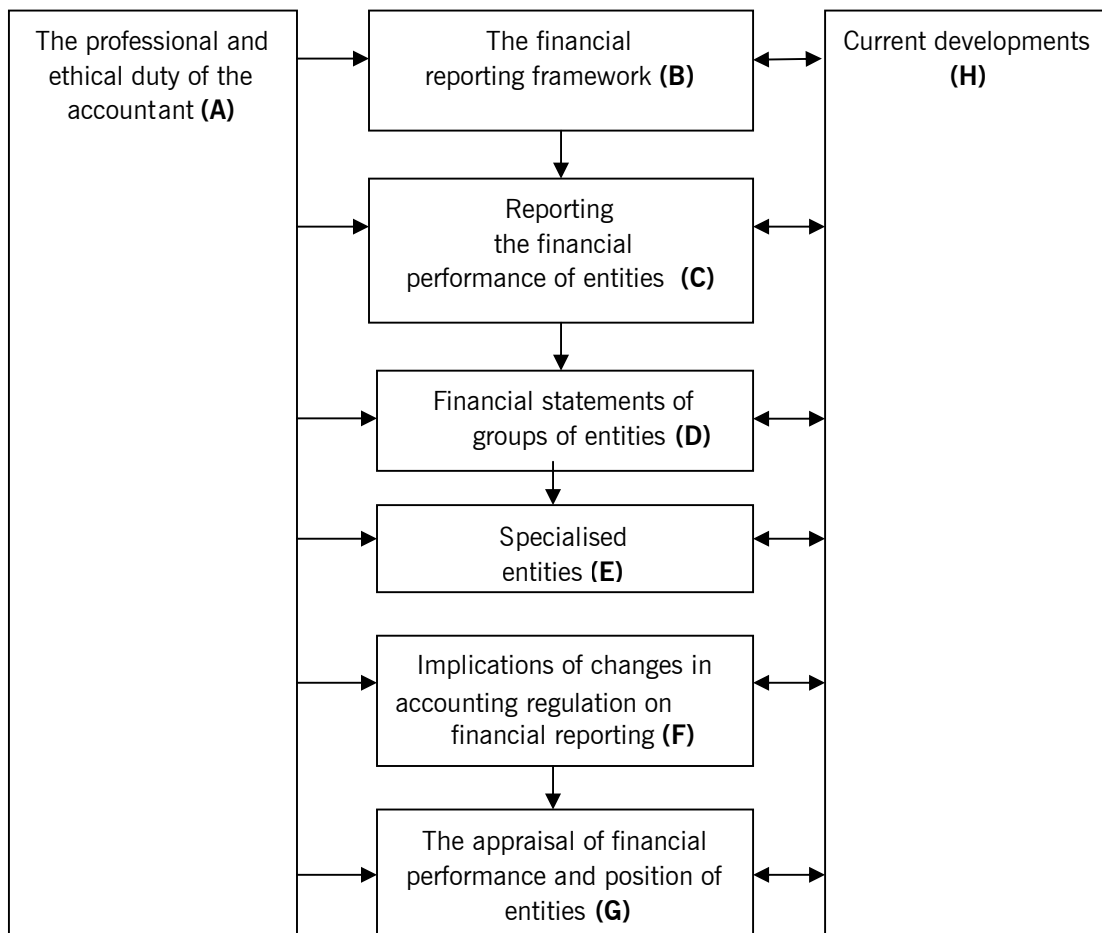 The professional and
ethical duty of the
accountant (A)
The financial
reporting framework (B)
Current developments
(H)
Reporting
the financial
performance of entities (C)
Financial statements of
groups of entities (D)
Specialised
entities (E)
Implications of changes in
accounting regulation on
financial reporting (F)
The appraisal of financial
performance and position of
entities (G)